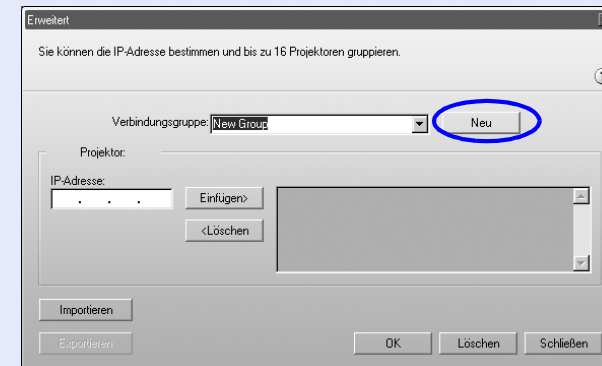 Erweitert
Sie können die IP-Adresse bestimmen und bis zu 16 Projektoren gruppieren.
Verbindungsgruppe: New Group Neu
Projektor:
IP-Adresse:
. . . Einfügen>
<Löschen
Importieren
Exportieren OK Löschen Schließen